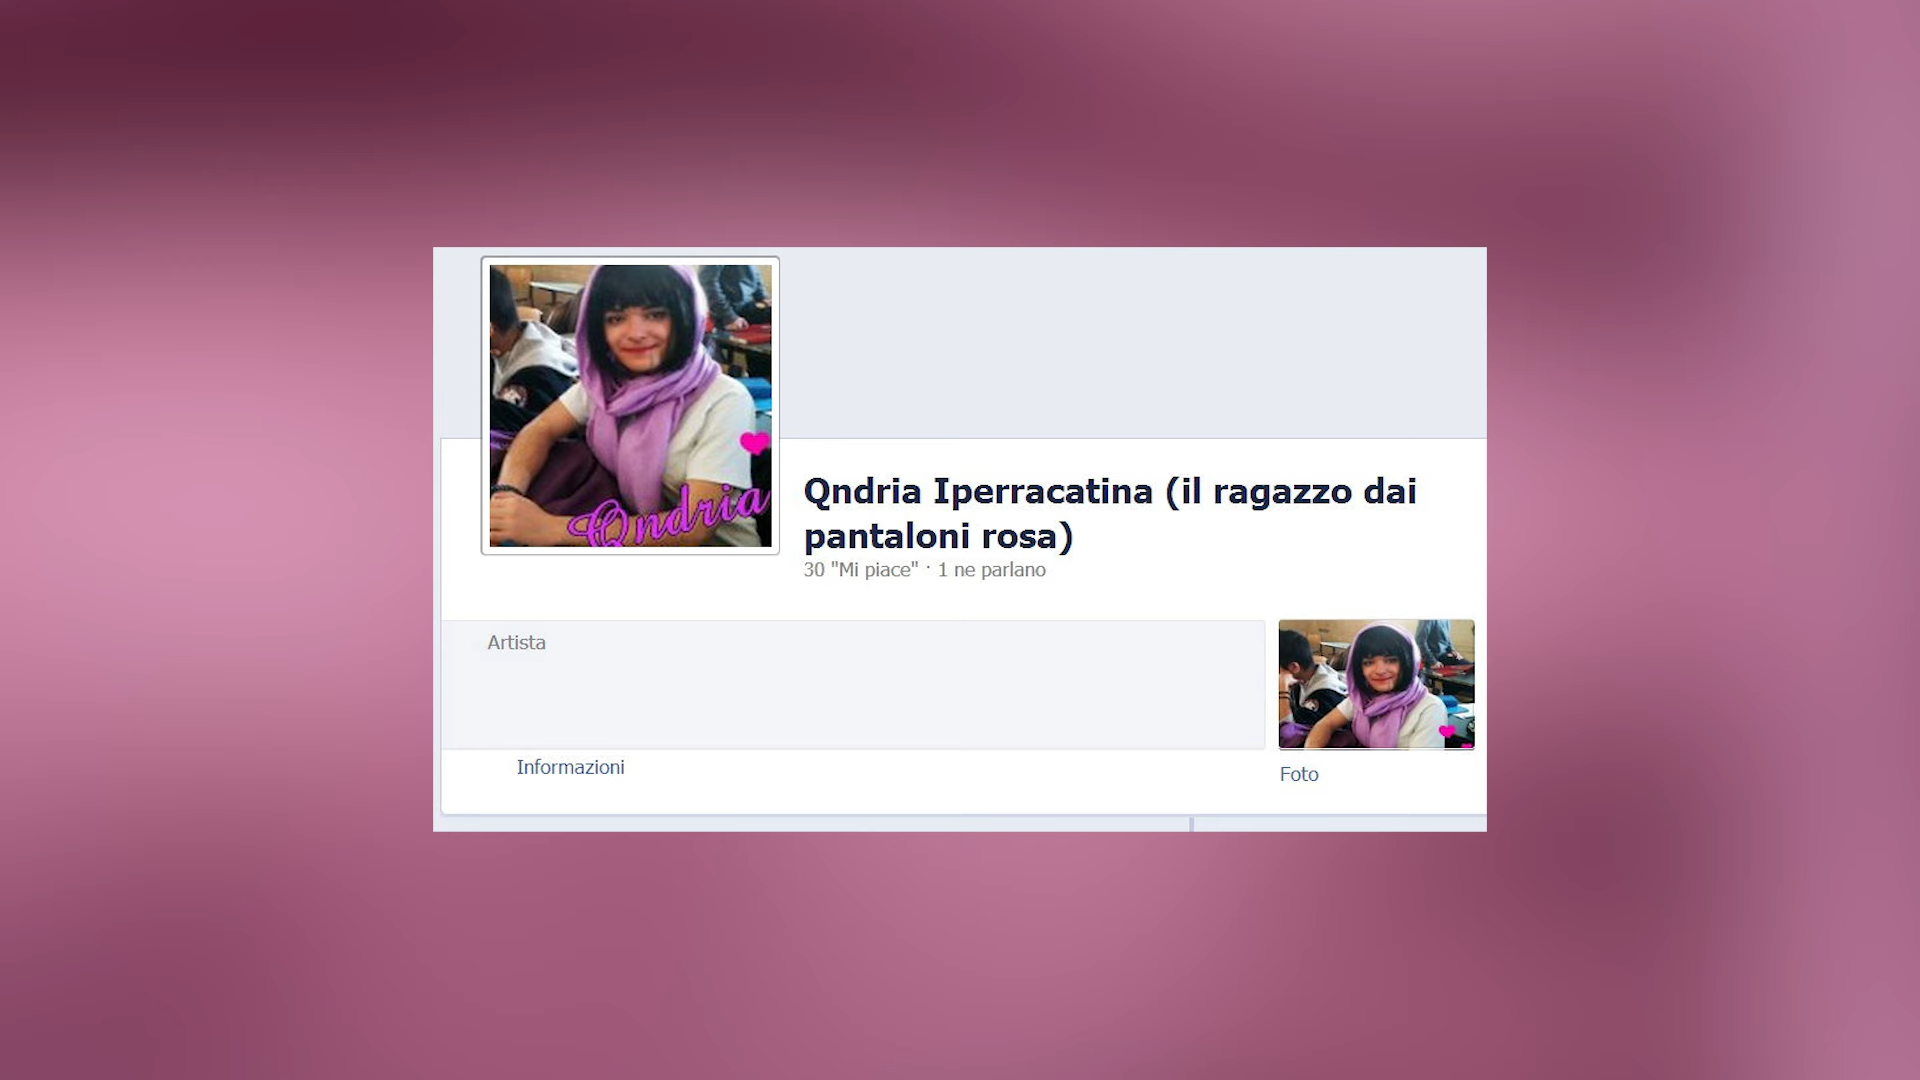 Qndria
Qndria Iperracatina (il ragazzo dai
pantaloni rosa)
30 "Mi piace" · 1 ne parlano
Artista
Informazioni
Foto